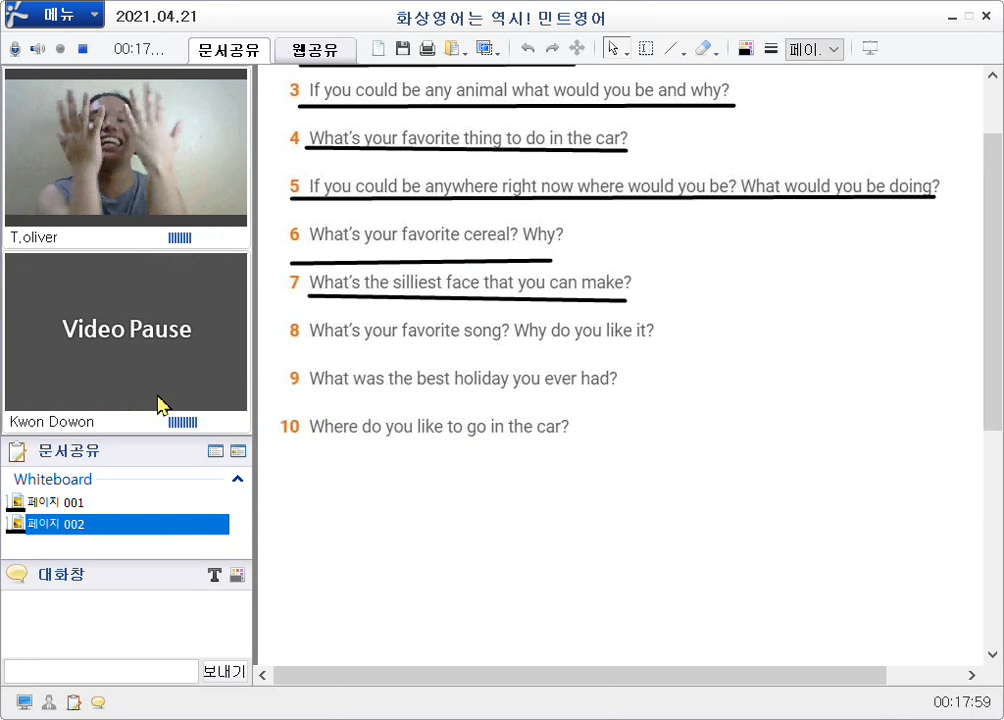 메뉴
2021.04.21
화상영어는 역시! 민트영어
00:17...
문서공유
웹공유
페이.
T.oliver
Video Pause
Kwon Dowon
문서공유
Whiteboard
페이지 001
페이지 002
대화창
보내기
3 If you could be any animal what would you be and why?
4 What's your favorite thing to do in the car?
5 If you could be anywhere right now where would you be? What would you be doing?
6 What's your favorite cereal? Why?
7 What's the silliest face that you can make?
8 What's your favorite song? Why do you like it?
9 What was the best holiday you ever had?
10 Where do you like to go in the car?
00:17:59